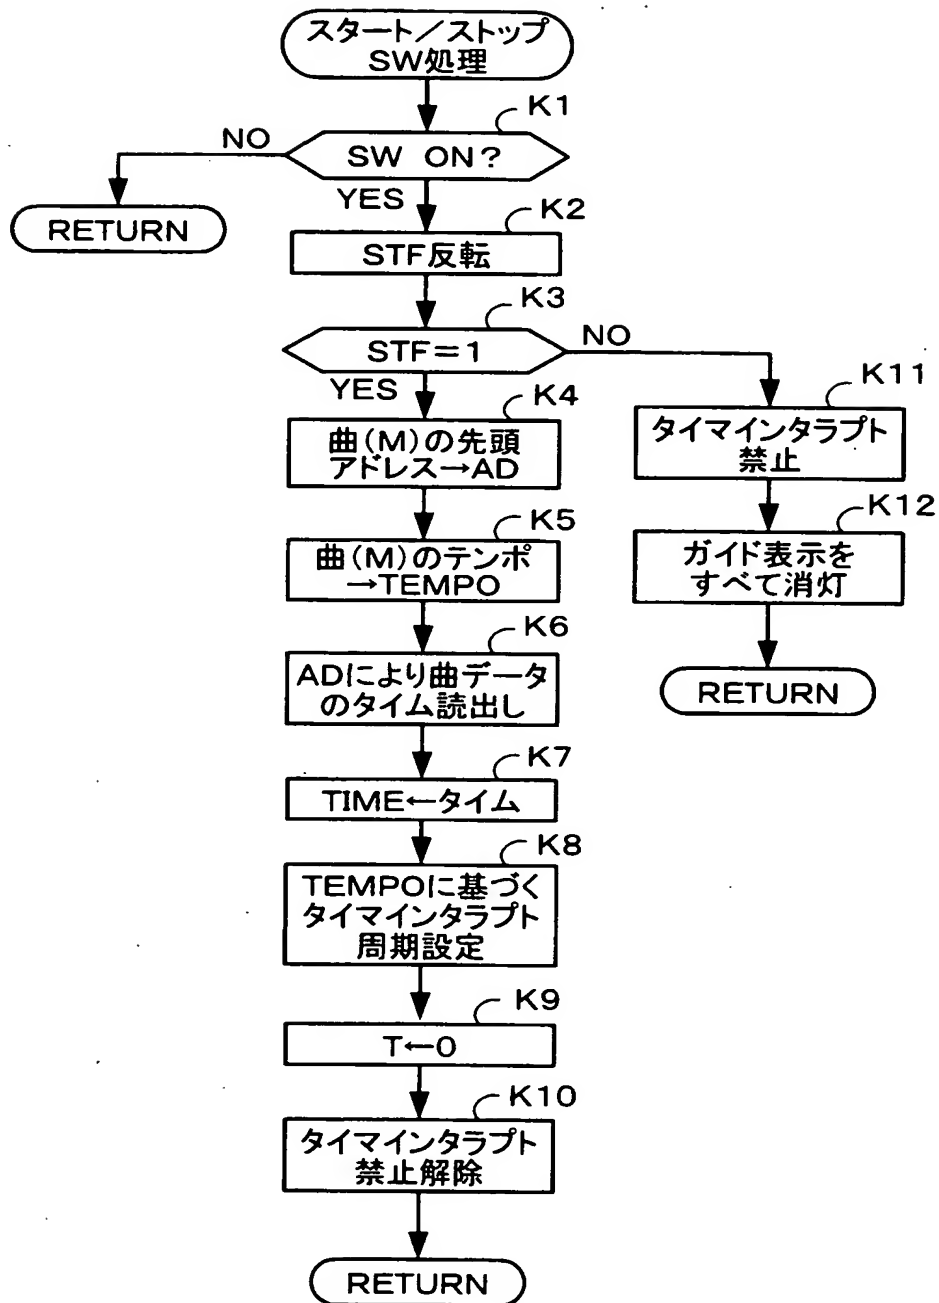 スタート／ストップ
SW処理
K1
NO
SW ON?
YES
RETURN
K2
STF反転
K3
STF=1
NO
YES
K4
曲(M)の先頭
アドレス→AD
K5
曲(M)のテンポ
→TEMPO
K6
ADにより曲データ
のタイム読出し
K7
TIME←タイム
K8
TEMPOに基づく
タイマインタラプト
周期設定
K9
T←0
K10
タイマインタラプト
禁止解除
RETURN
K11
タイマインタラプト
禁止
K12
ガイド表示を
すべて消灯
RETURN